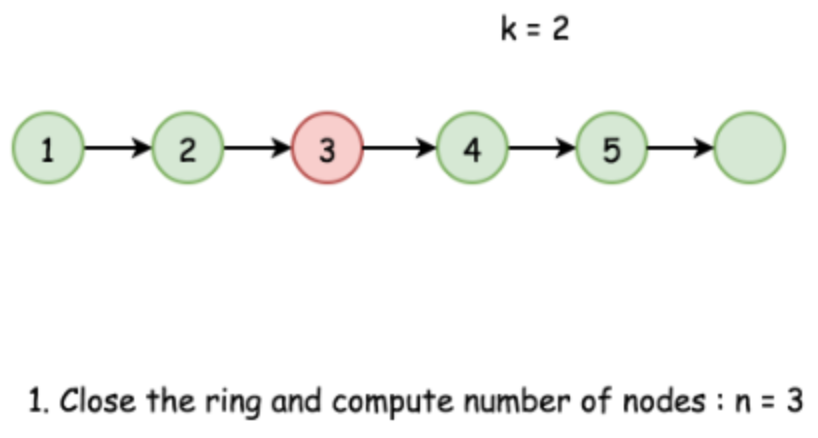 k = 2
1 2 3 4 5
1. Close the ring and compute number of nodes : n = 3